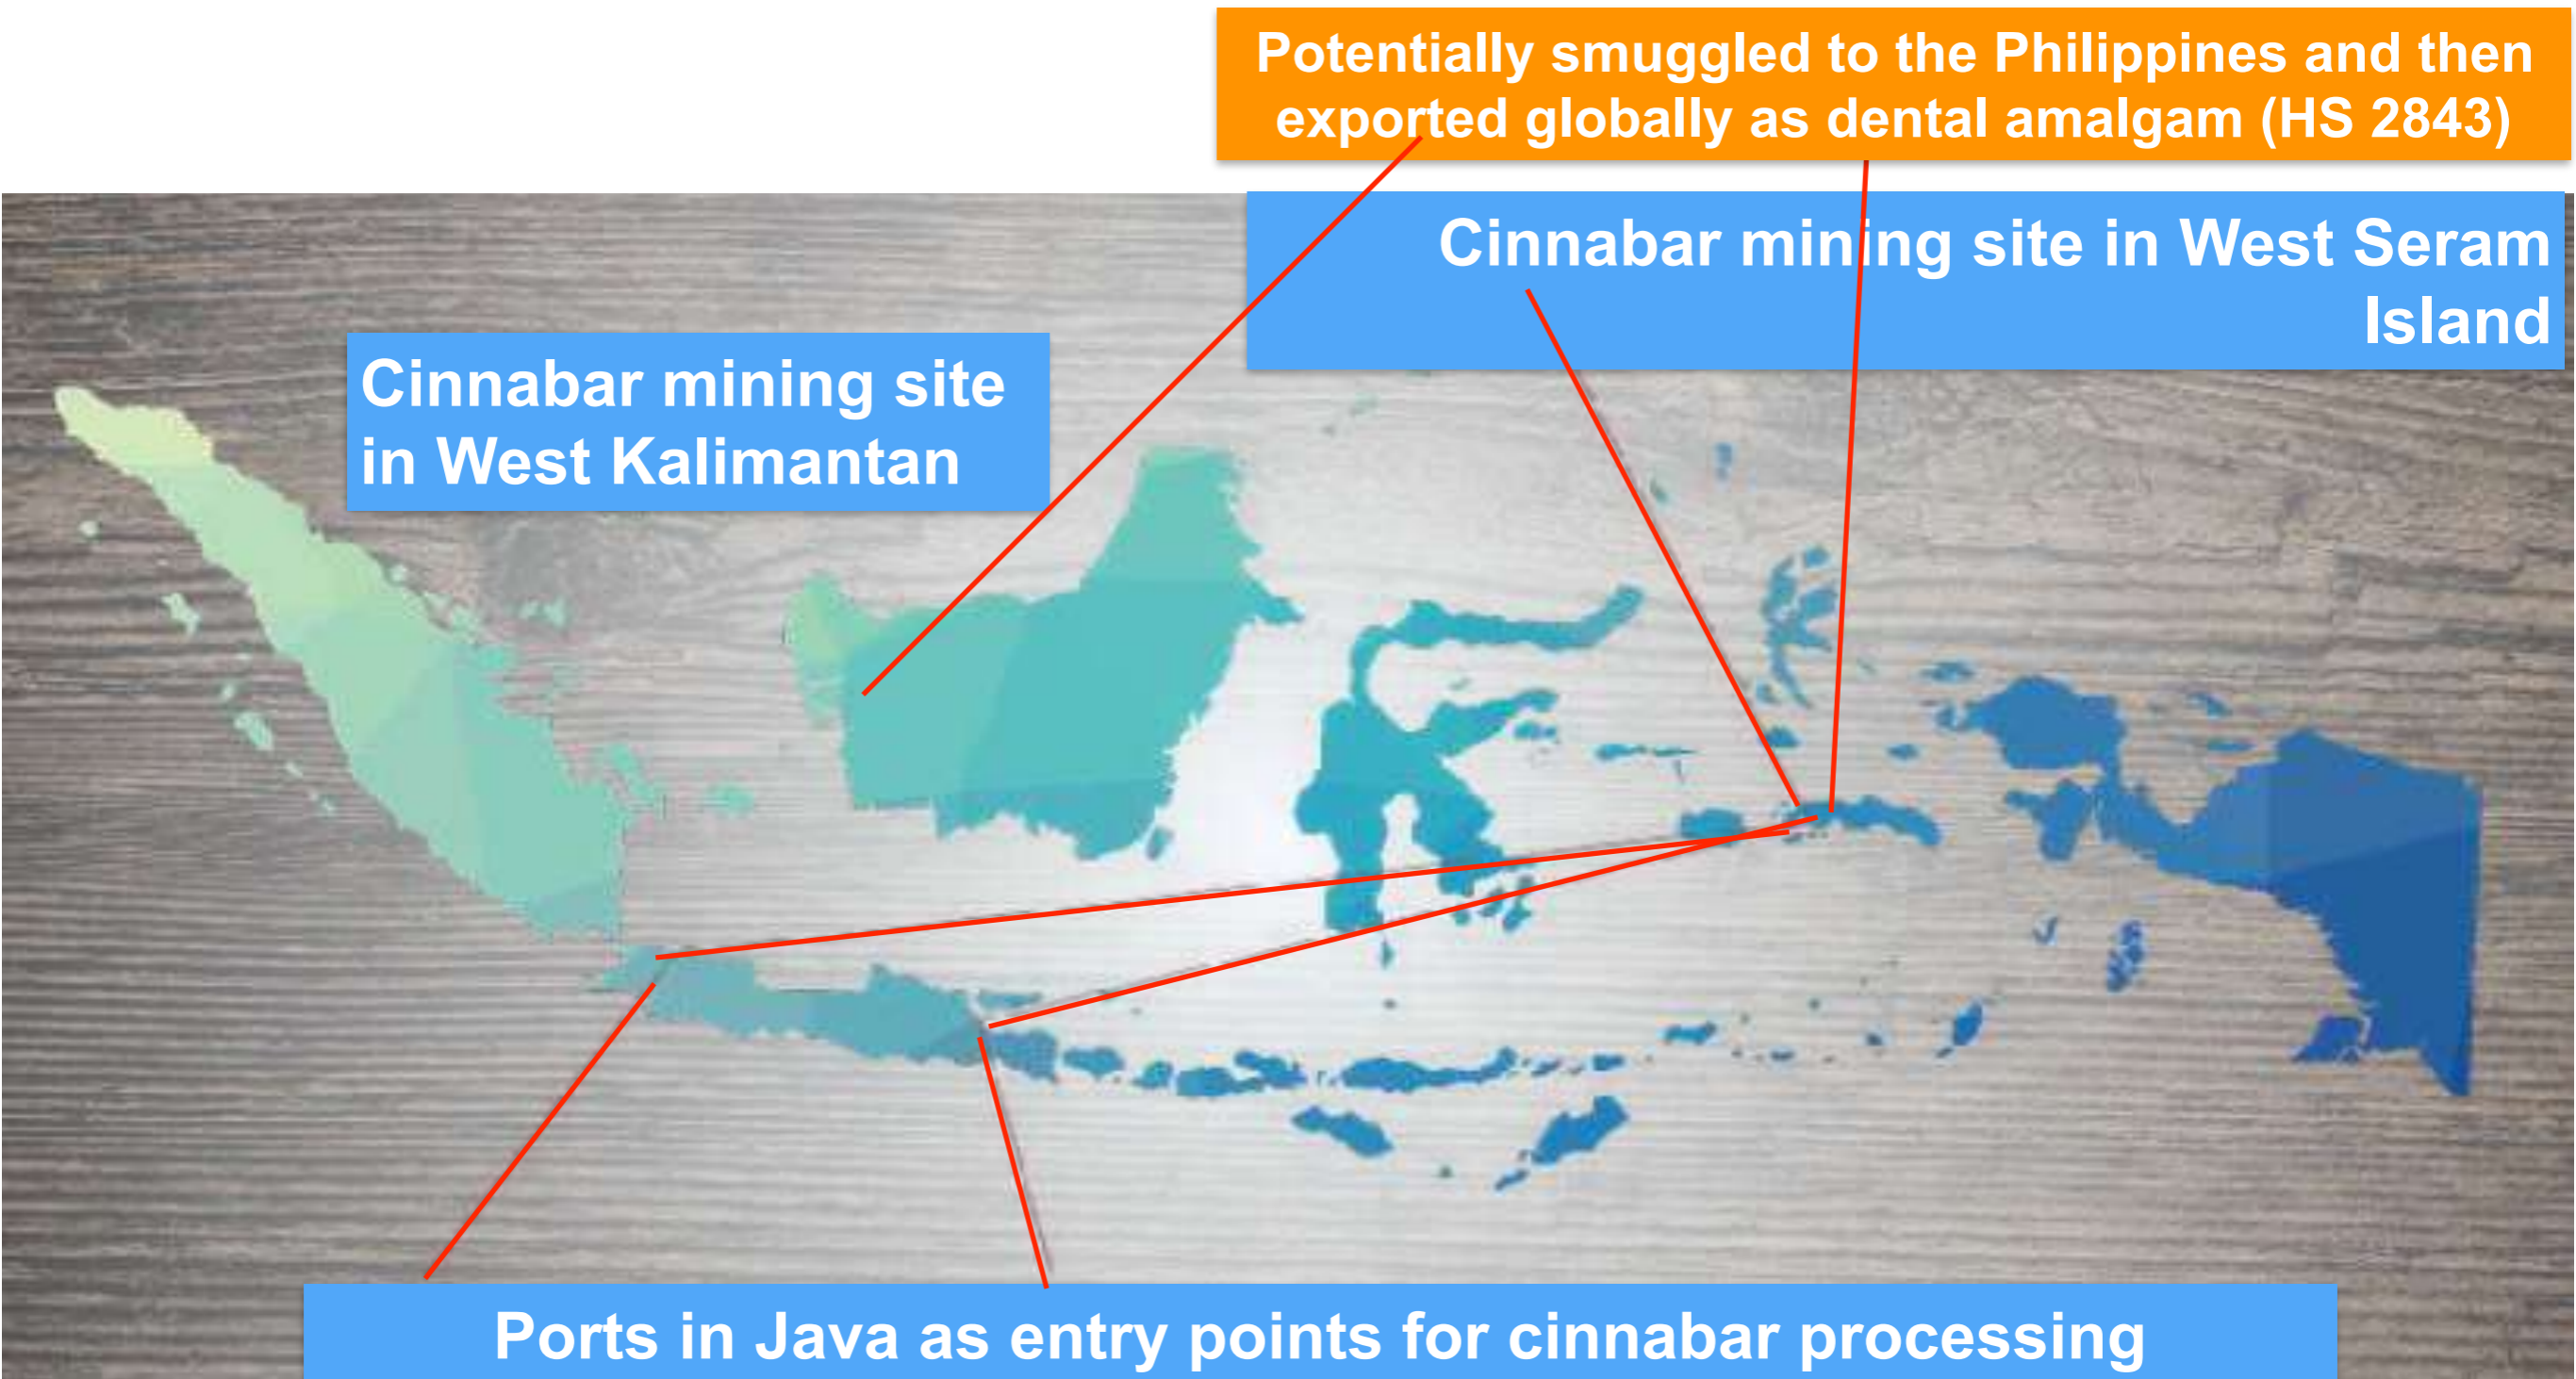 Potentially smuggled to the Philippines and then
exported globally as dental amalgam (HS 2843)
Cinnabar mining site in West Seram
Island
Cinnabar mining site
in West Kalimantan
Ports in Java as entry points for cinnabar processing